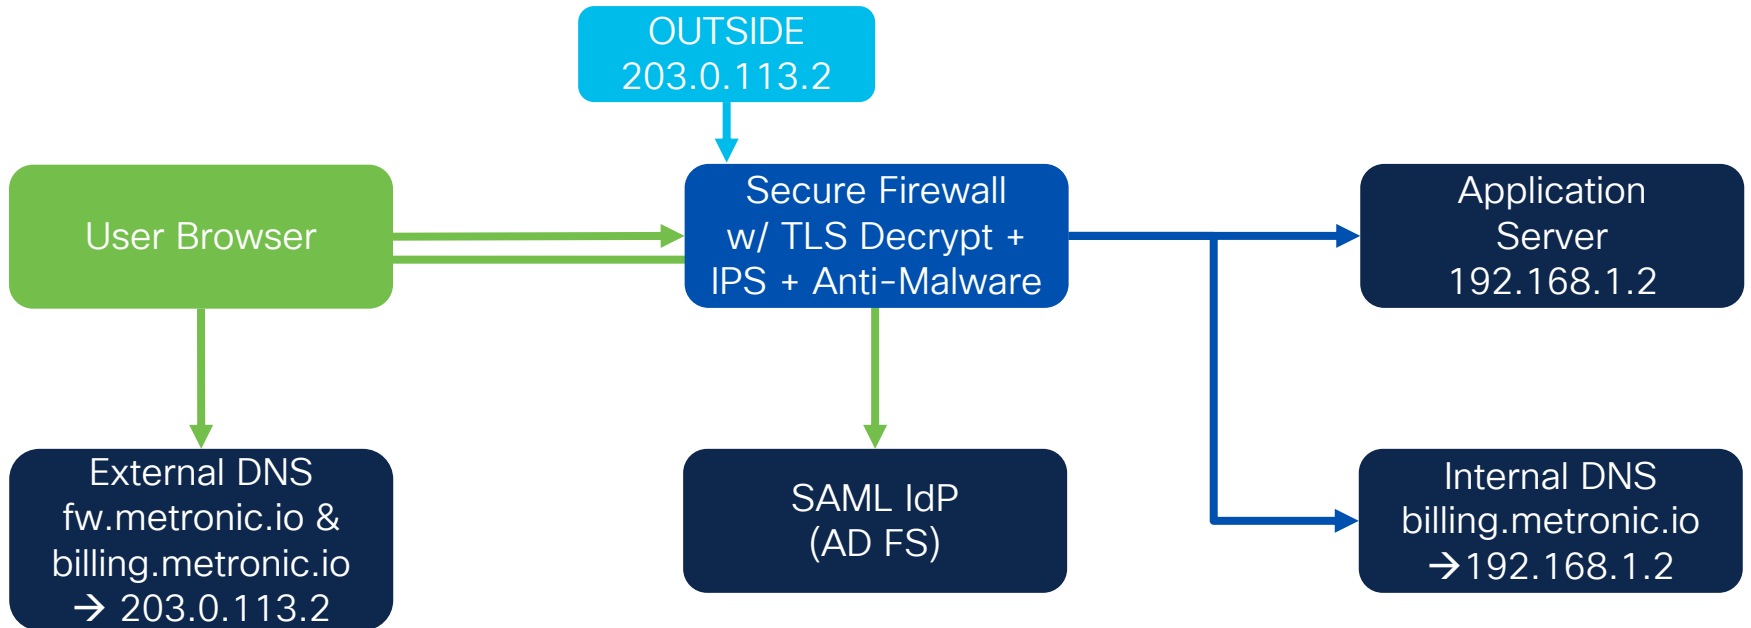 OUTSIDE
203.0.113.2
User Browser
Secure Firewall
w/ TLS Decrypt +
IPS + Anti-Malware
Application
Server
192.168.1.2
External DNS
fw.metronic.io &
billing.metronic.io
→ 203.0.113.2
SAML IdP
(AD FS)
Internal DNS
billing.metronic.io
→192.168.1.2